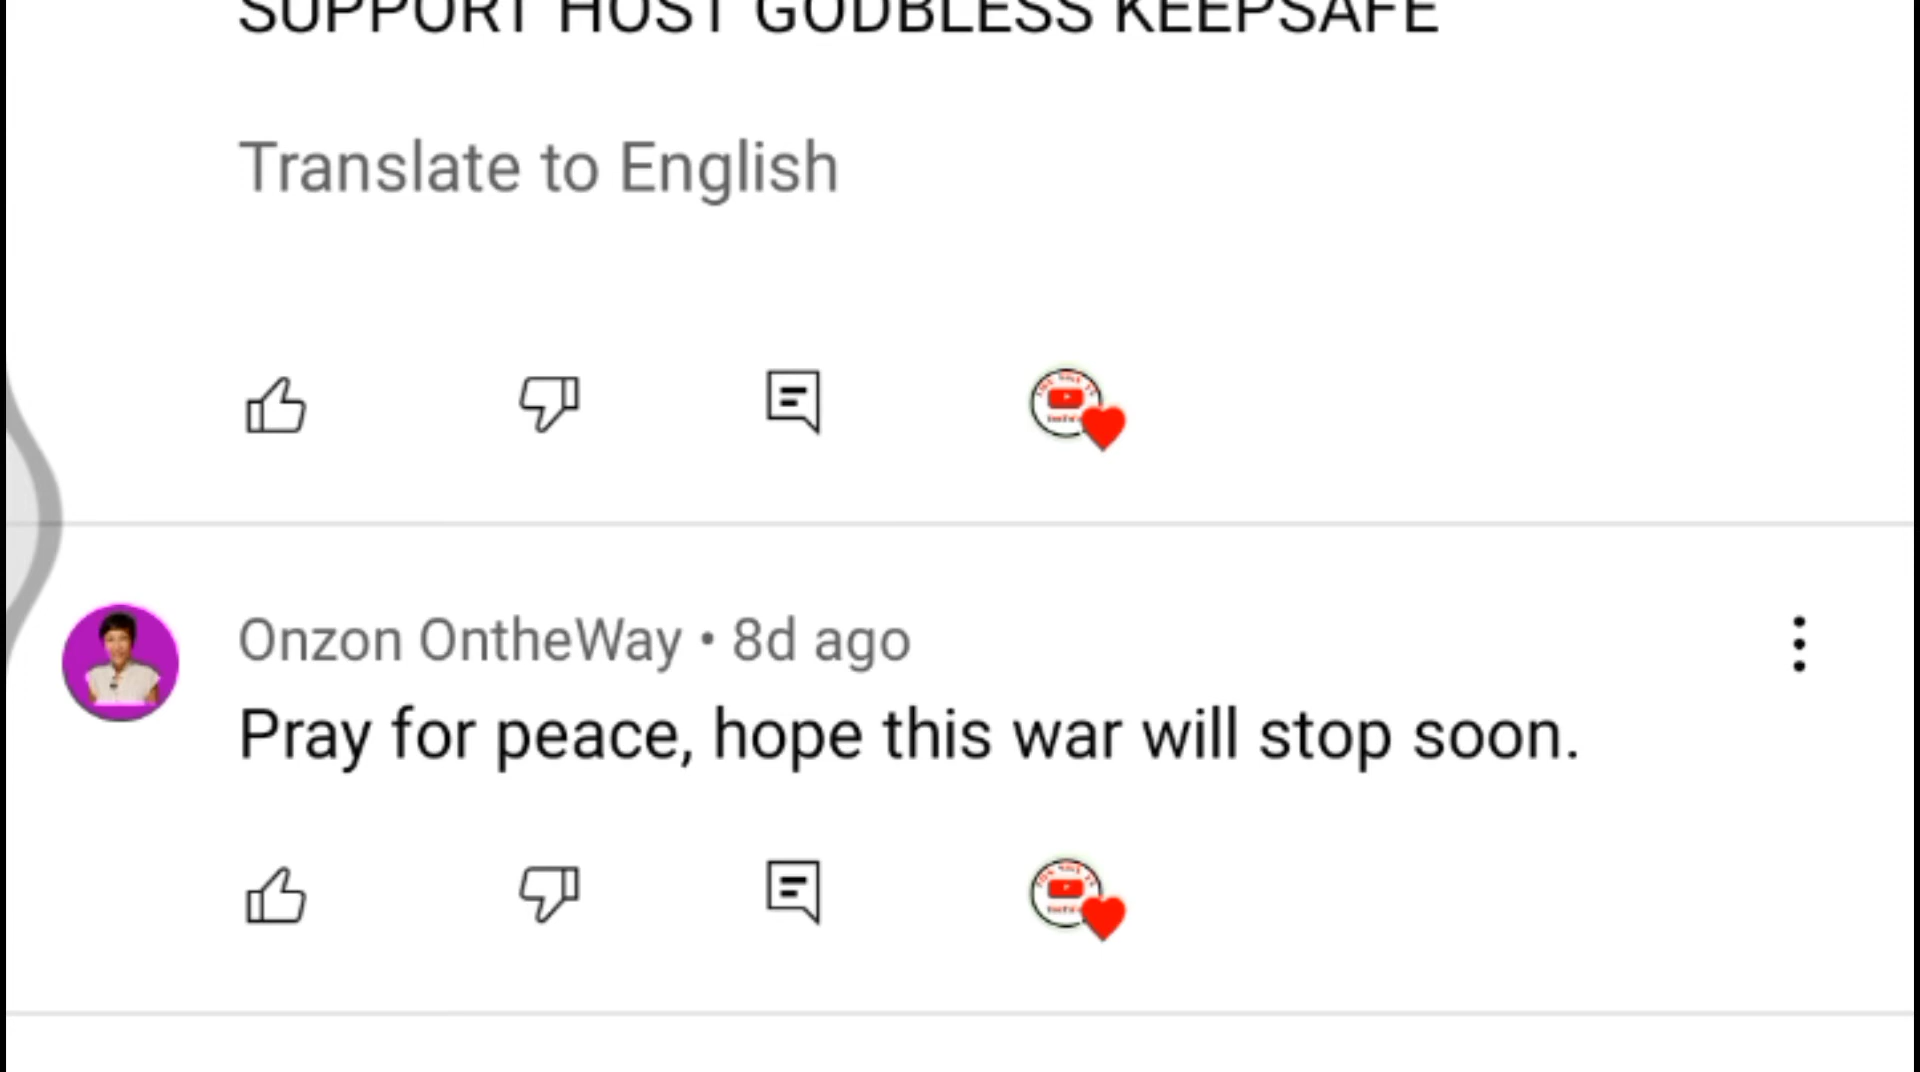 SUPPORT HOST GODBLESS KEEPSAFE
Translate to English
Onzon OntheWay • 8d ago
Pray for peace, hope this war will stop soon.